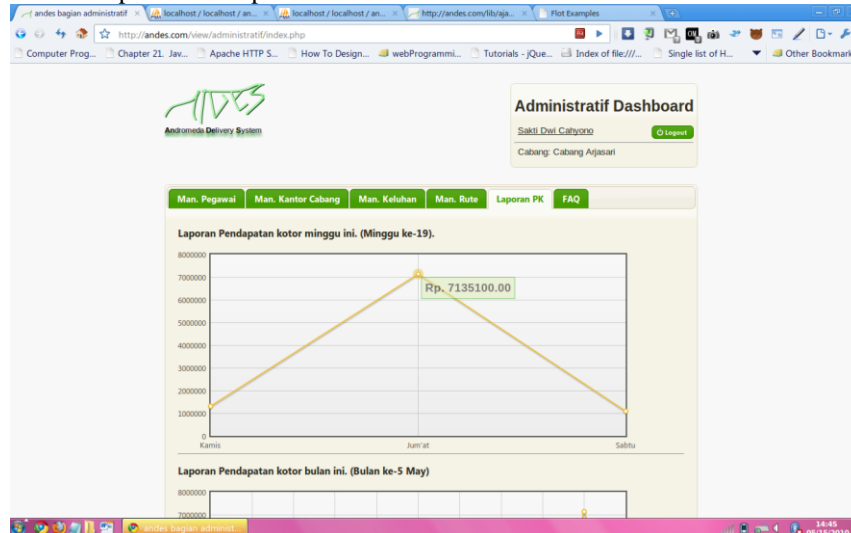 andes bagian administratif
localhost / localhost / an...
localhost / localhost / an...
http://andes.com/lib/aja...
Flot Examples
http://andes.com/view/administratif/index.php
Computer Prog...
Chapter 21. Jav...
Apache HTTP S...
How To Design...
webProgrammi...
Tutorials - jQue...
Index of file:///...
Single list of H...
Other Bookmark
ANDES
Andromeda Delivery System
Administratif Dashboard
Sakti Dwi Cahyono
Logout
Cabang: Cabang Arjasari
Man. Pegawai
Man. Kantor Cabang
Man. Keluhan
Man. Rute
Laporan PK
FAQ
Laporan Pendapatan kotor minggu ini. (Minggu ke-19).
8000000
7000000
6000000
5000000
4000000
3000000
2000000
1000000
0
Rp. 7135100.00
Kamis
Jum'at
Sabtu
Laporan Pendapatan kotor bulan ini. (Bulan ke-5 May)
8000000
7000000
andes bagian administ...
14:45
05/15/2010